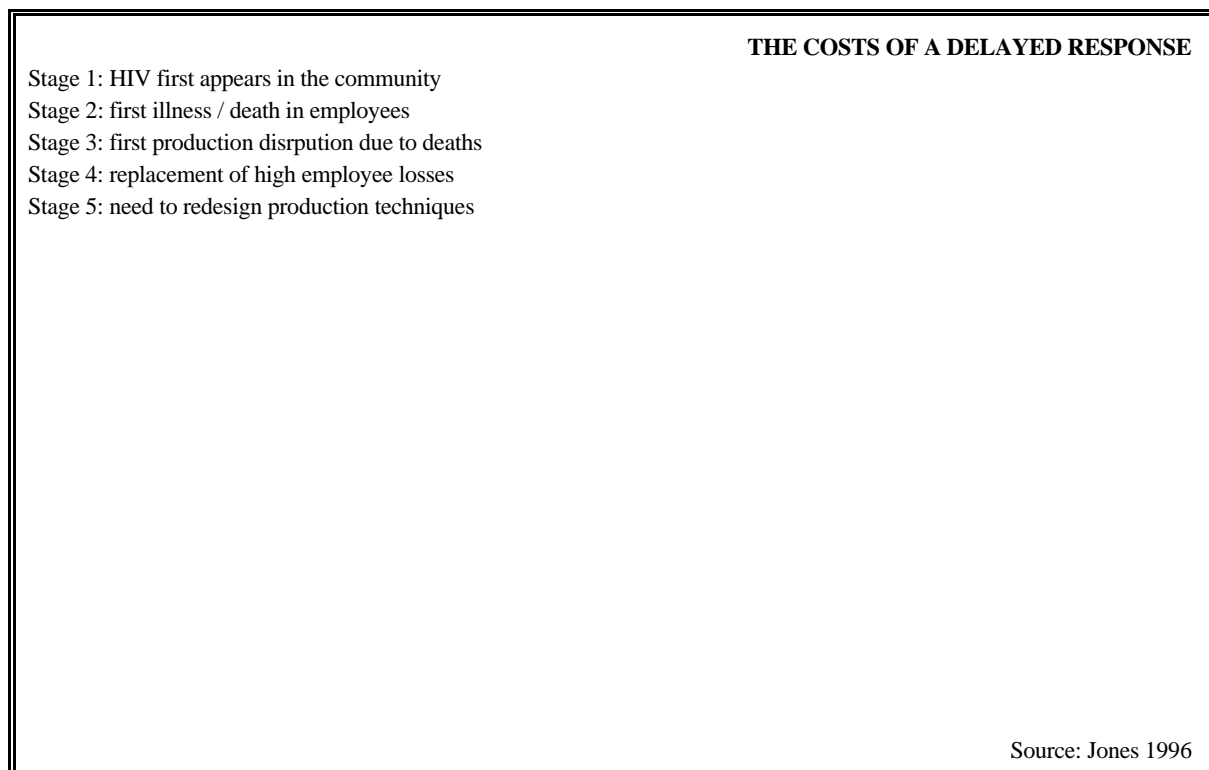 THE COSTS OF A DELAYED RESPONSE
Stage 1: HIV first appears in the community
Stage 2: first illness / death in employees
Stage 3: first production disrpution due to deaths
Stage 4: replacement of high employee losses
Stage 5: need to redesign production techniques
Source: Jones 1996